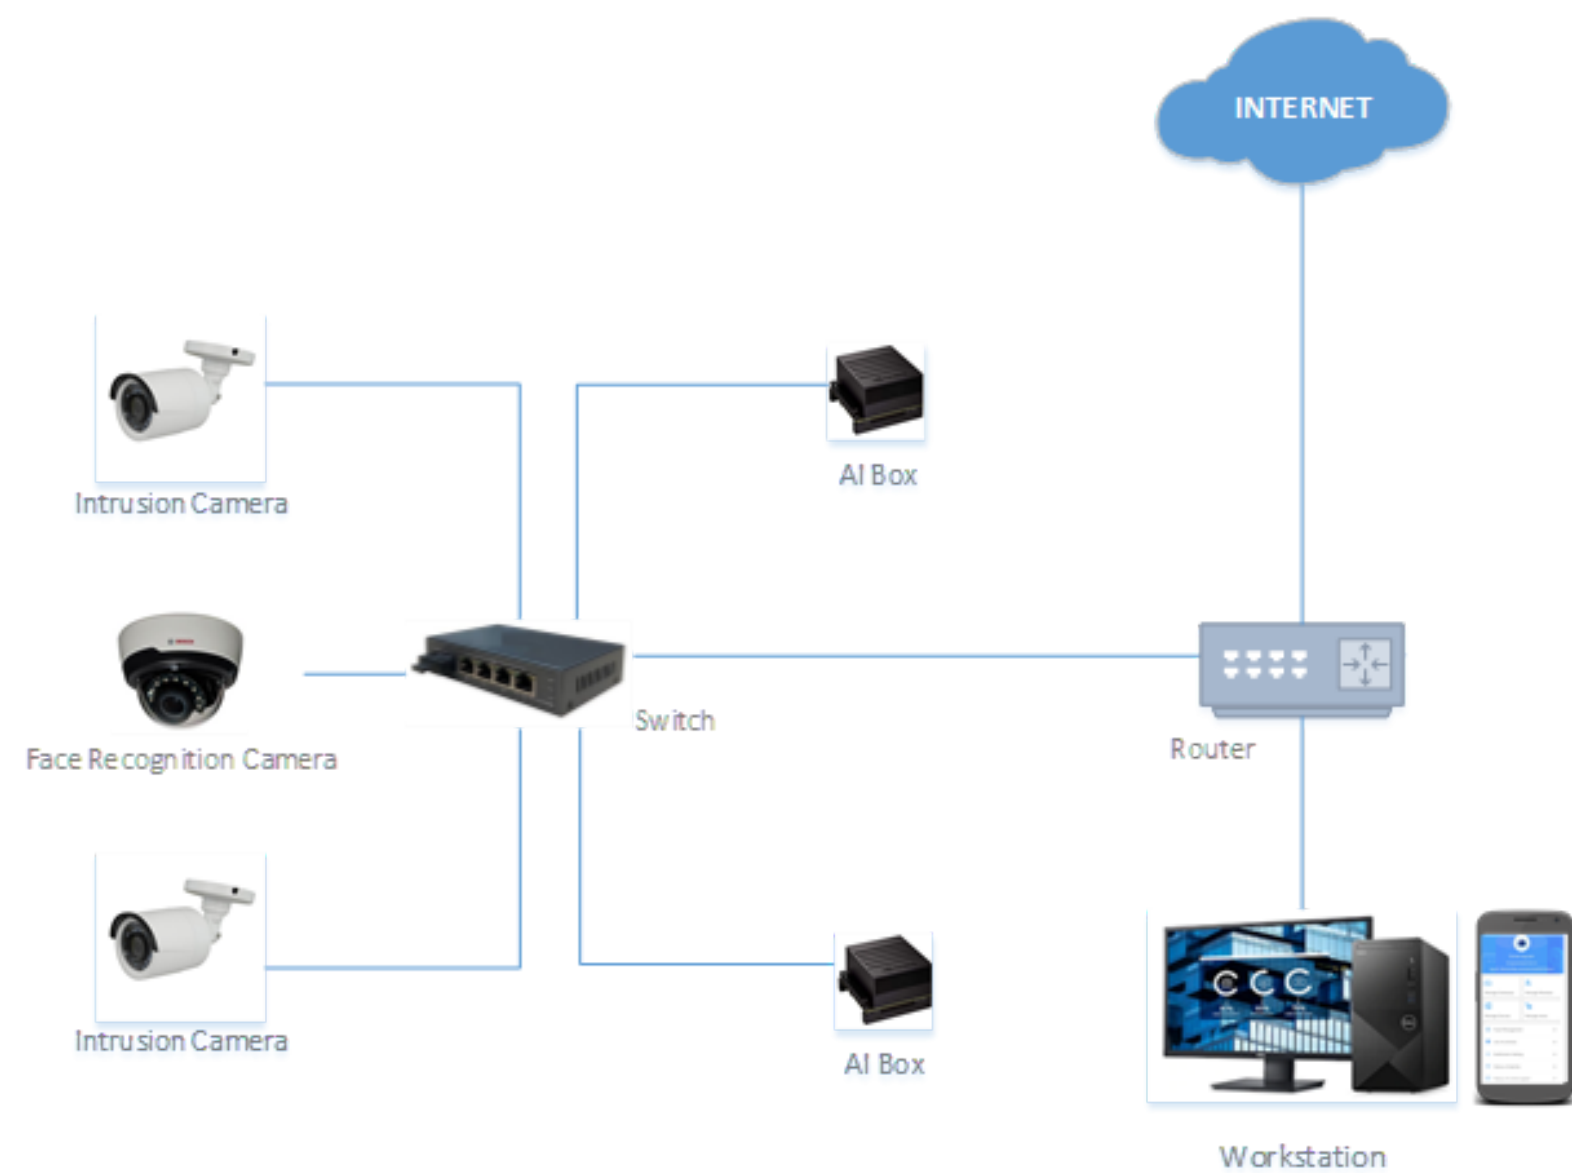 INTERNET
Intrusion Camera
AI Box
Face Recognition Camera
Switch
Router
Intrusion Camera
AI Box
Workstation